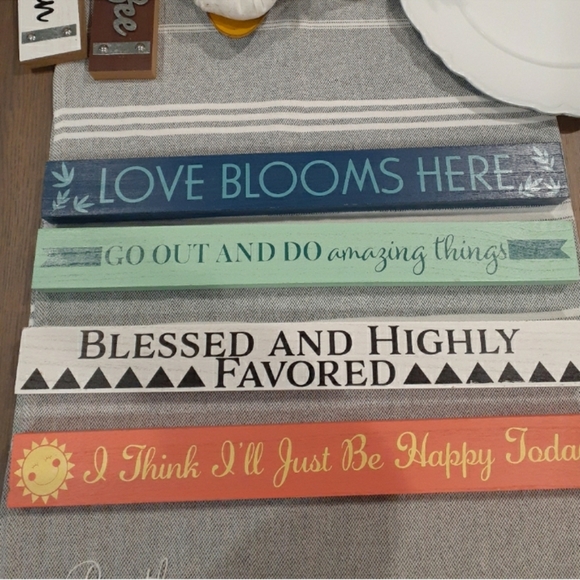 LOVE BLOOMS HERE
GO OUT AND DO amazing things
BLESSED AND HIGHLY
FAVORED
I Think I'll Just Be Happy Toda